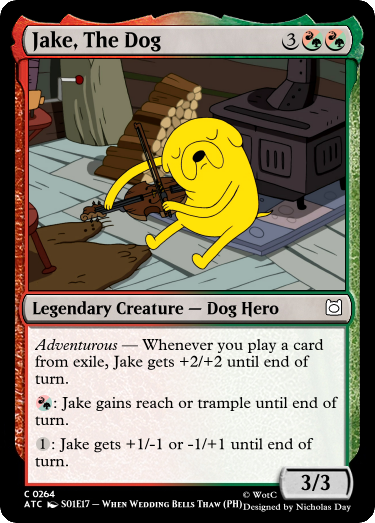 Jake, The Dog 3
Legendary Creature — Dog Hero
Adventurous — Whenever you play a card
from exile, Jake gets +2/+2 until end of
turn.
: Jake gains reach or trample until end of
turn.
1: Jake gets +1/-1 or -1/+1 until end of
turn.
3/3
C 0264 © WotC
ATC S01E17 – When Wedding Bells Thaw (PH) Designed by Nicholas Day